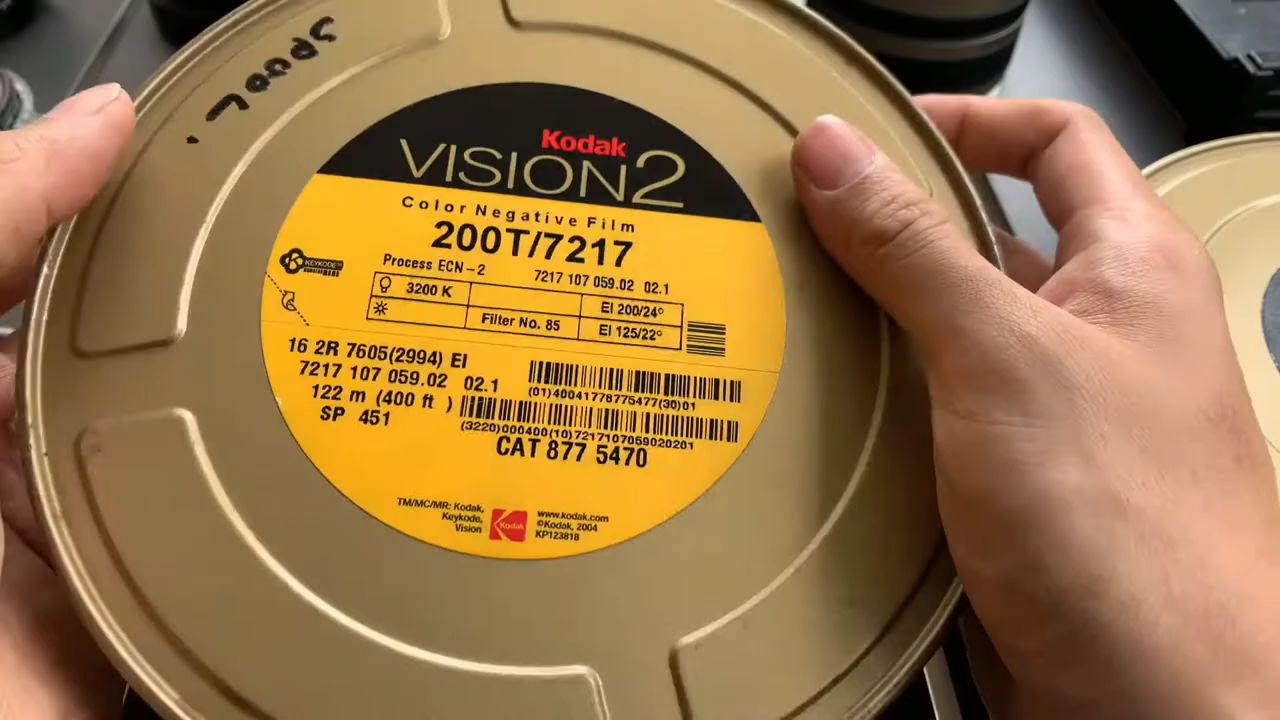 SPOOL
Kodak
VISION2
Color Negative Film
200T/7217
KEYKODE
Process ECN-2
7217 107 059.02 02.1
3200 K
EI 200/24°
Filter No. 85
EI 125/22°
16 2R 7605(2994) EI
7217 107 059.02 02.1
122 m (400 ft )
SP 451
(01)40041778775477(30)01
(3220)000400(10)7217107059020201
CAT 877 5470
TM/MC/MR: Kodak,
Keykode,
Vision
Kodak
www.kodak.com
©Kodak, 2004
KP123818